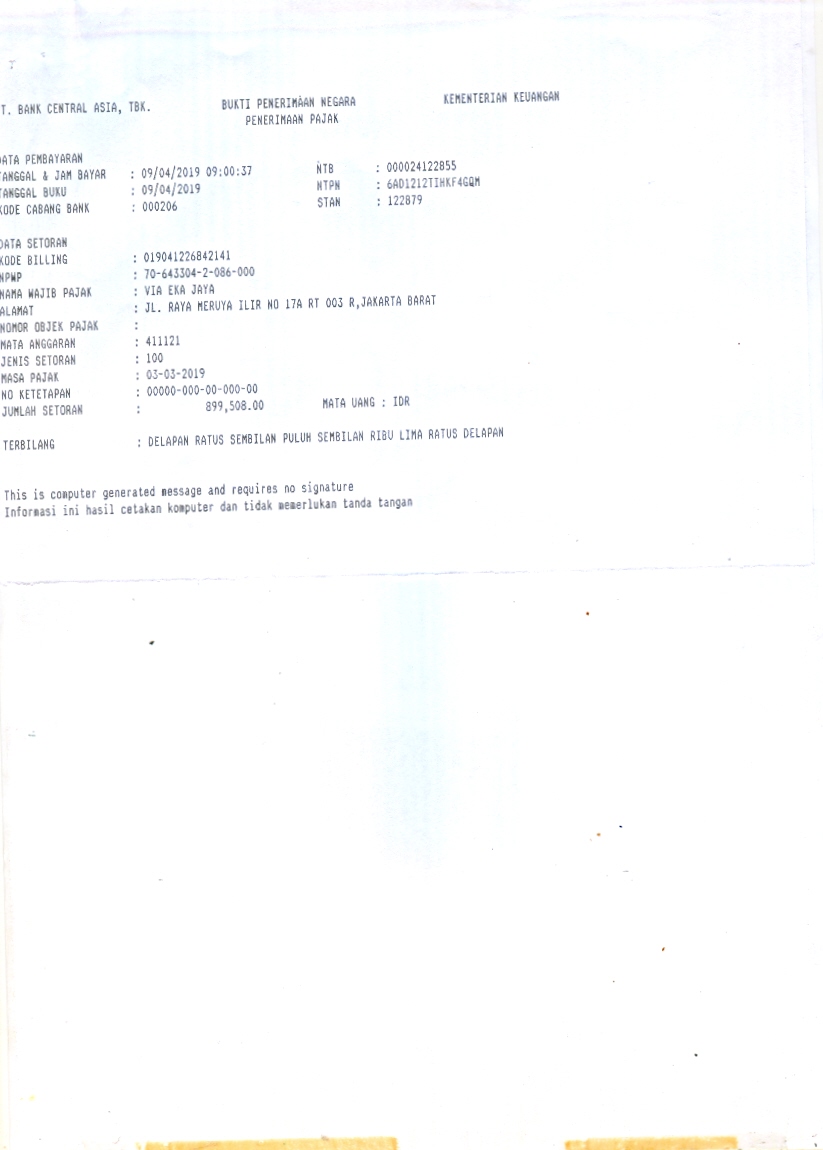 T. BANK CENTRAL ASIA, TBK. BUKTI PENERIMAAN NEGARA KEMENTERIAN KEUANGAN
PENERIMAAN PAJAK
DATA PEMBAYARAN
TANGGAL & JAM BAYAR : 09/04/2019 09:00:37 NTB : 000024122855
TANGGAL BUKU : 09/04/2019 NTPN : 6AD1212TIHKF4GQM
KODE CABANG BANK : 000206 STAN : 122879
DATA SETORAN
KODE BILLING : 019041226842141
NPWP : 70-643304-2-086-000
NAMA WAJIB PAJAK : VIA EKA JAYA
ALAMAT : JL. RAYA MERUYA ILIR NO 17A RT 003 R,JAKARTA BARAT
NOMOR OBJEK PAJAK :
MATA ANGGARAN : 411121
JENIS SETORAN : 100
MASA PAJAK : 03-03-2019
NO KETETAPAN : 00000-000-00-000-00
JUMLAH SETORAN : 899,508.00 MATA UANG : IDR
TERBILANG : DELAPAN RATUS SEMBILAN PULUH SEMBILAN RIBU LIMA RATUS DELAPAN
This is computer generated message and requires no signature
Informasi ini hasil cetakan komputer dan tidak memerlukan tanda tangan